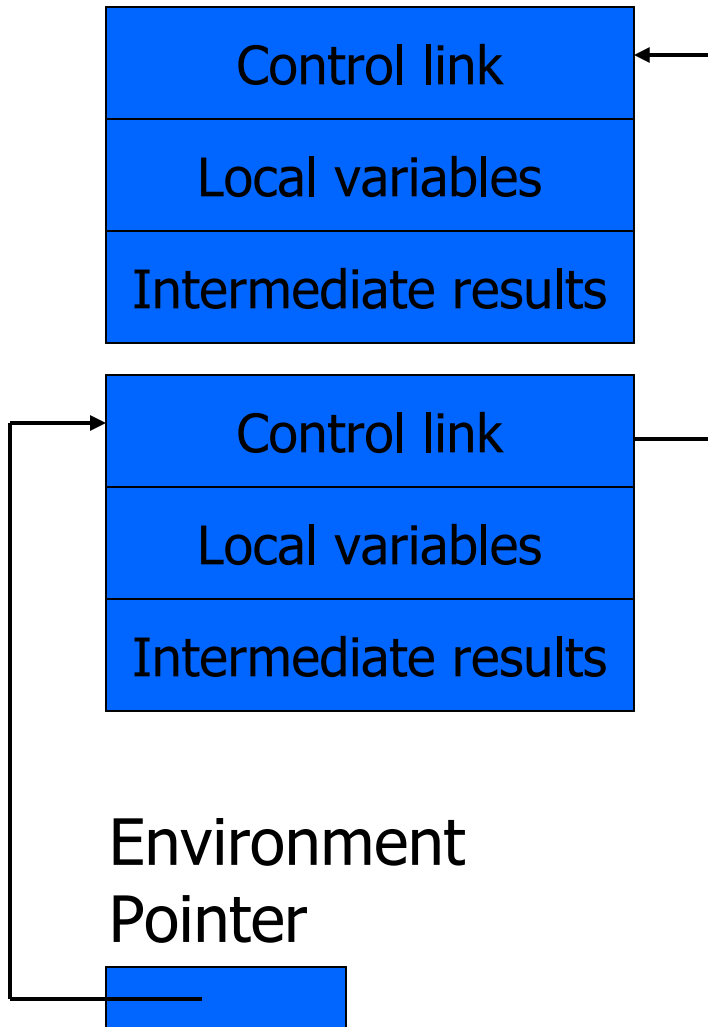 Control link
Local variables
Intermediate results
Control link
Local variables
Intermediate results
Environment
Pointer